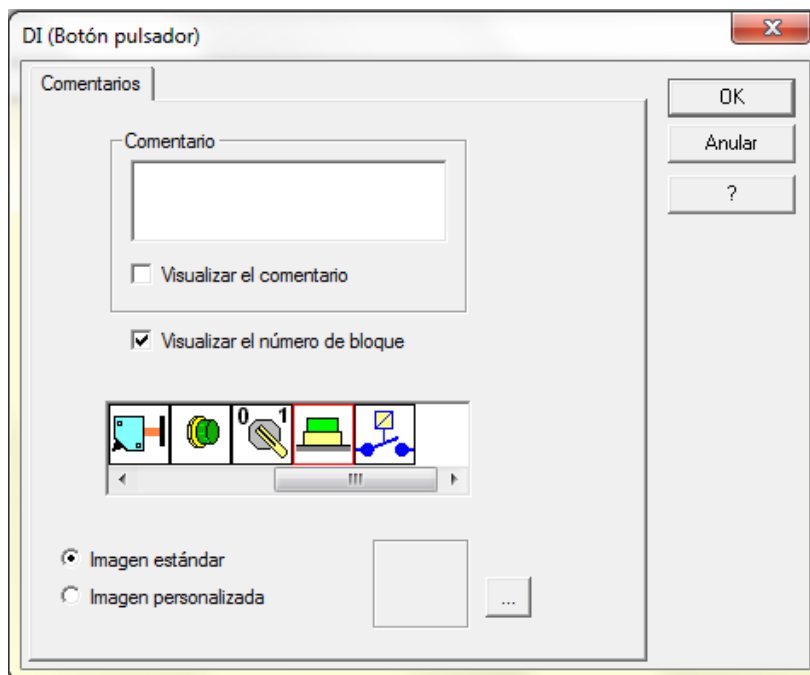 DI (Botón pulsador)
Comentarios
OK
Comentario
Anular
?
Visualizar el comentario
Visualizar el número de bloque
0 1
Imagen estándar
Imagen personalizada
...